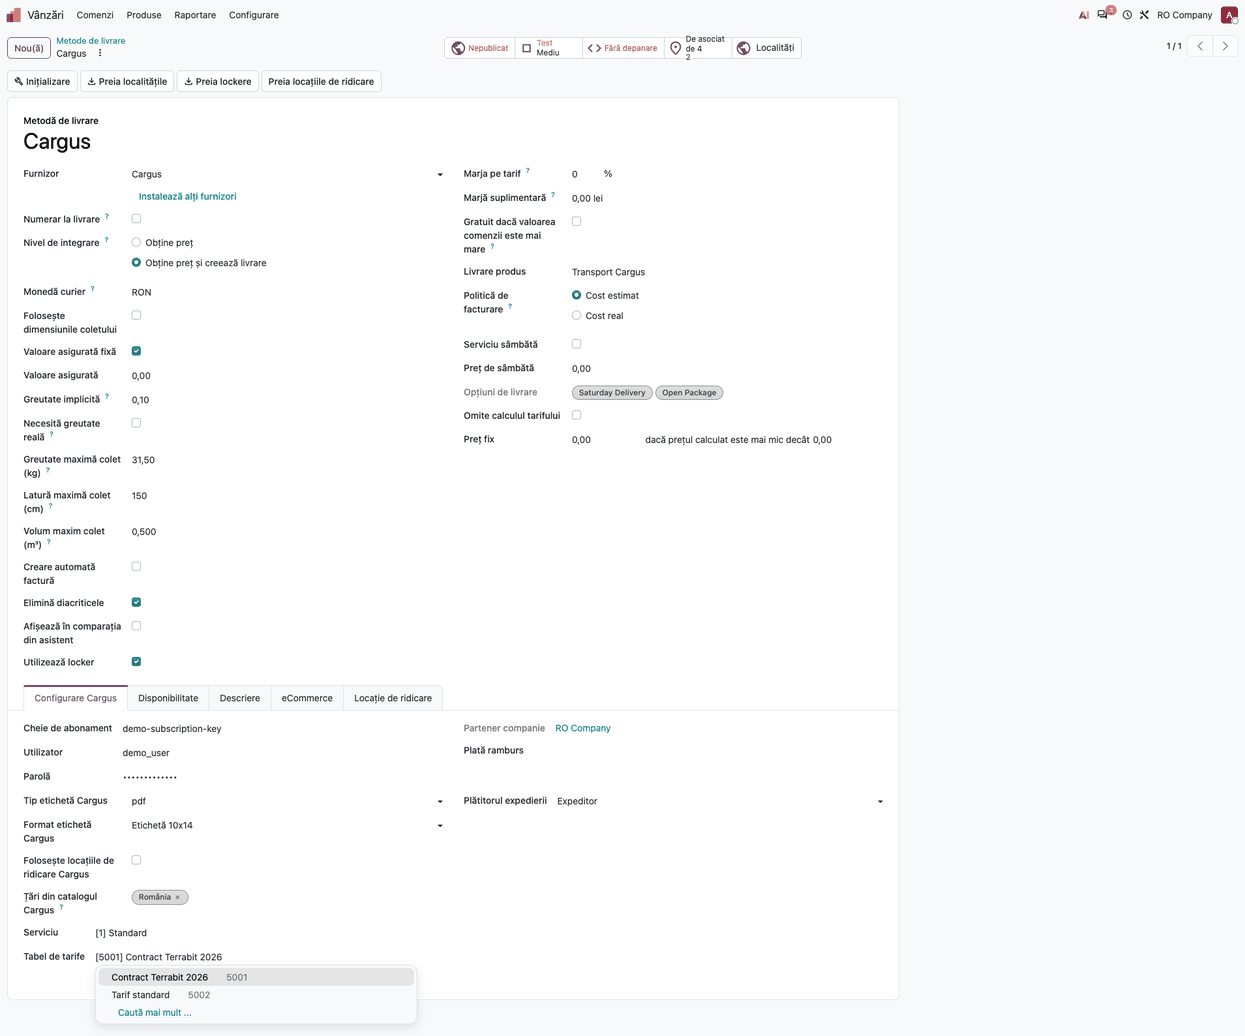 Vânzări Comenzi Produse Raportare Configurare AI 3 RO Company A
Nou(ă) Metode de livrare
Cargus
Nepublicat
Test
Mediu
Fără depanare
De asociat
de 4
2
Localități
1 / 1
Inițializare Preia localitățile Preia lockere Preia locațiile de ridicare
Metodă de livrare
Cargus
Furnizor Cargus
Instalează alți furnizori
Numerar la livrare ?
Nivel de integrare ? Obține preț
Obține preț și creează livrare
Monedă curier ? RON
Folosește
dimensiunile coletului
Valoare asigurată fixă
Valoare asigurată 0,00
Greutate implicită ? 0,10
Necesită greutate
reală ?
Greutate maximă colet 31,50
(kg) ?
Latură maximă colet 150
(cm) ?
Volum maxim colet 0,500
(m³) ?
Creare automată
factură
Elimină diacriticele
Afișează în comparația
din asistent
Utilizează locker
Marja pe tarif ? 0 %
Marjă suplimentară ? 0,00 lei
Gratuit dacă valoarea
comenzii este mai
mare ?
Livrare produs Transport Cargus
Politică de Cost estimat
facturare ? Cost real
Serviciu sâmbătă
Preț de sâmbătă 0,00
Opțiuni de livrare Saturday Delivery Open Package
Omite calculul tarifului
Preț fix 0,00 dacă prețul calculat este mai mic decât 0,00
Configurare Cargus Disponibilitate Descriere eCommerce Locație de ridicare
Cheie de abonament demo-subscription-key
Utilizator demo_user
Parolă •••••••••••••
Tip etichetă Cargus pdf
Format etichetă Etichetă 10x14
Cargus
Folosește locațiile de
ridicare Cargus
Țări din catalogul România ×
Cargus ?
Serviciu [1] Standard
Tabel de tarife [5001] Contract Terrabit 2026
Contract Terrabit 2026 5001
Tarif standard 5002
Caută mai mult ...
Partener companie RO Company
Plată ramburs
Plătitorul expedierii Expeditor